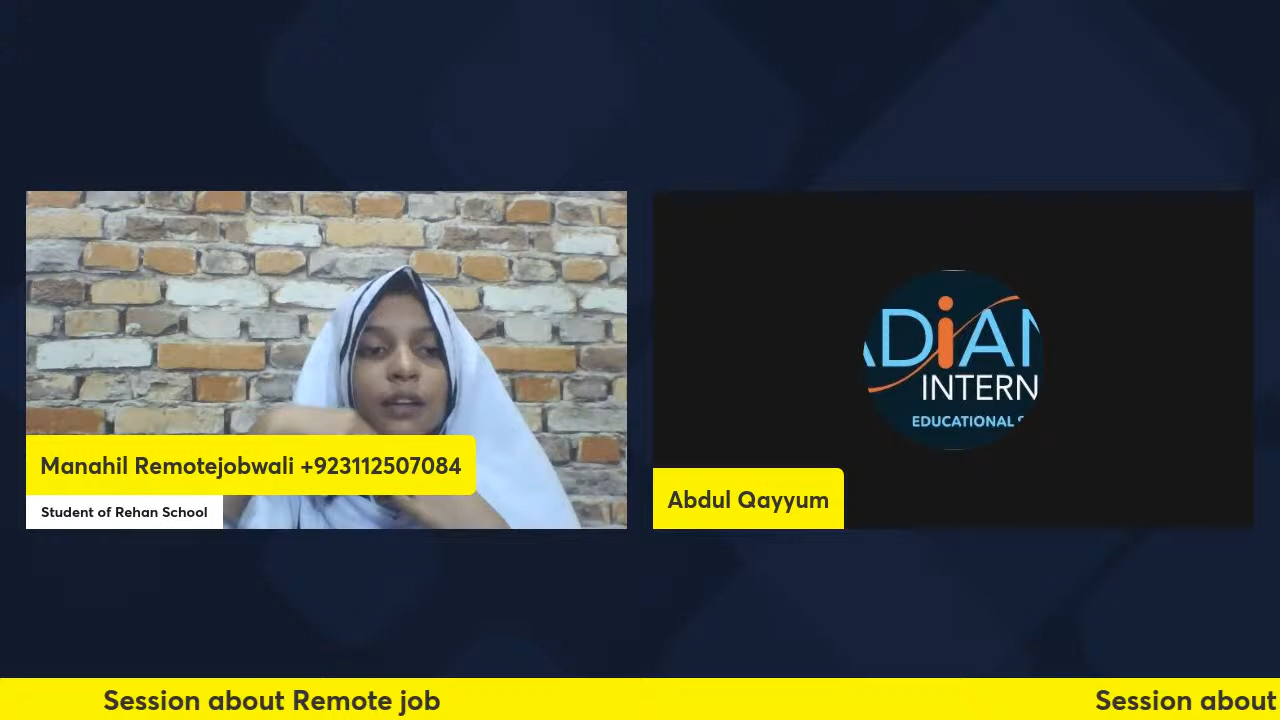 Manahil Remotejobwali +923112507084
Student of Rehan School
ADiAN
INTERN
EDUCATIONAL
Abdul Qayyum
Session about Remote job
Session about